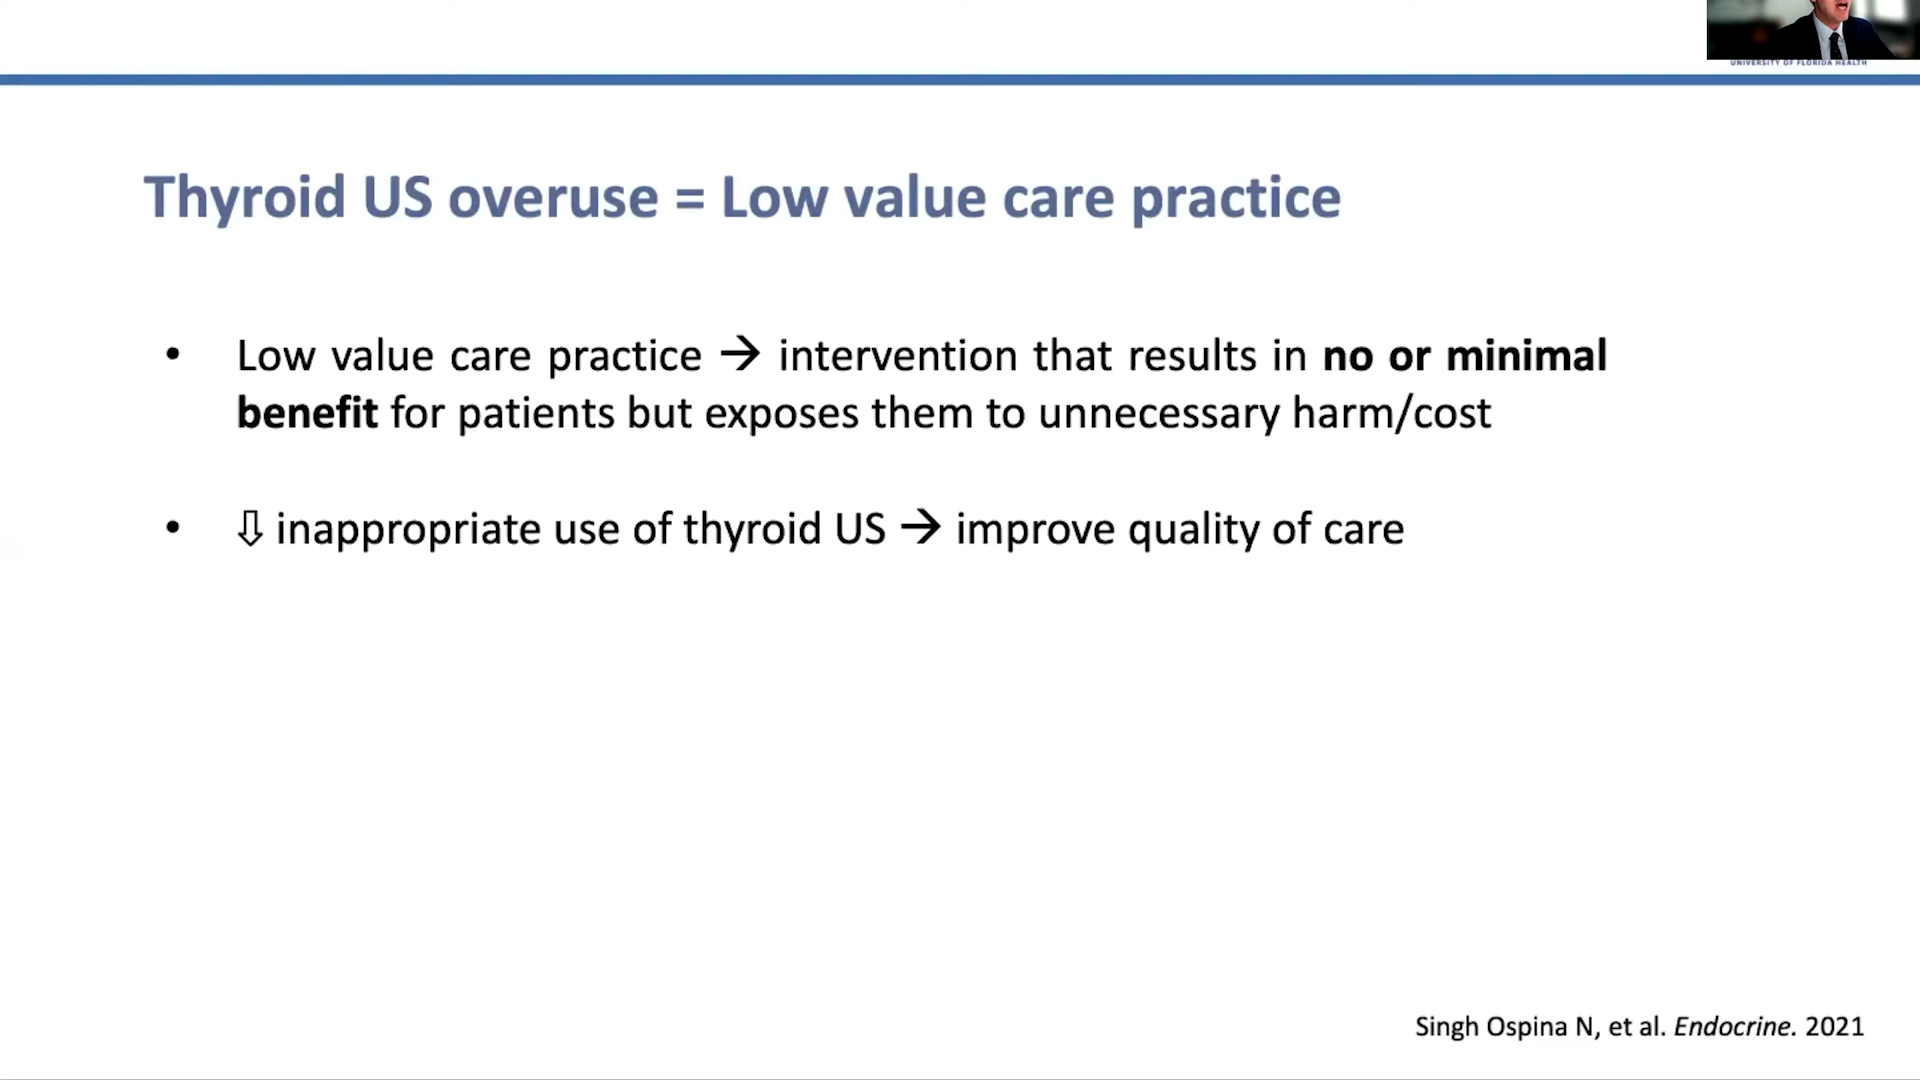 UNIVERSITY OF FLORIDA HEALTH
Thyroid US overuse = Low value care practice
• Low value care practice → intervention that results in no or minimal
benefit for patients but exposes them to unnecessary harm/cost
• ⇩ inappropriate use of thyroid US → improve quality of care
Singh Ospina N, et al. Endocrine. 2021